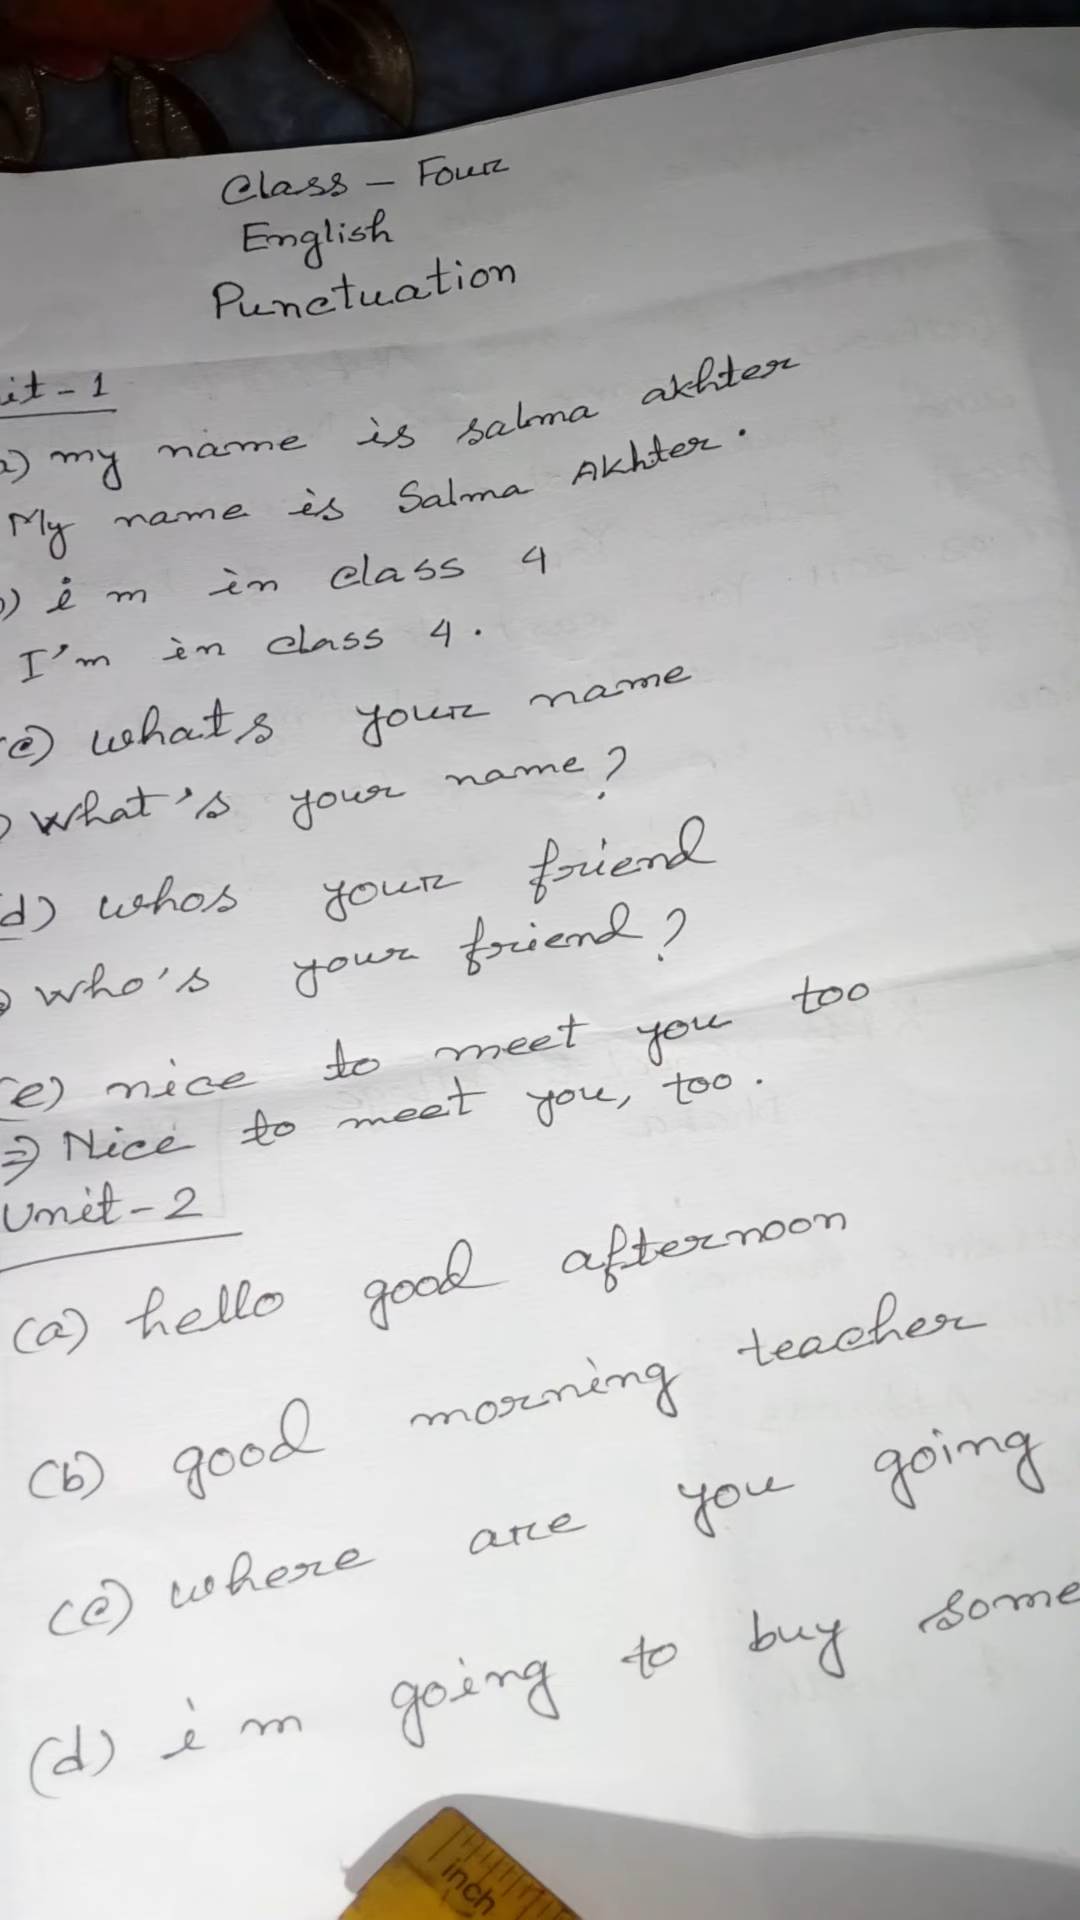 Class - Four
English
Punctuation
it - 1
a) my name is salma akhter
My name is Salma Akhter.
b) i m in class 4
I'm in class 4.
(c) whats your name
What's your name?
(d) whos your friend
Who's your friend?
(e) nice to meet you too
⇒ Nice to meet you, too.
Unit-2
(a) hello good afternoon
(b) good morning teacher
(c) where are you going
(d) i m going to buy some
inch